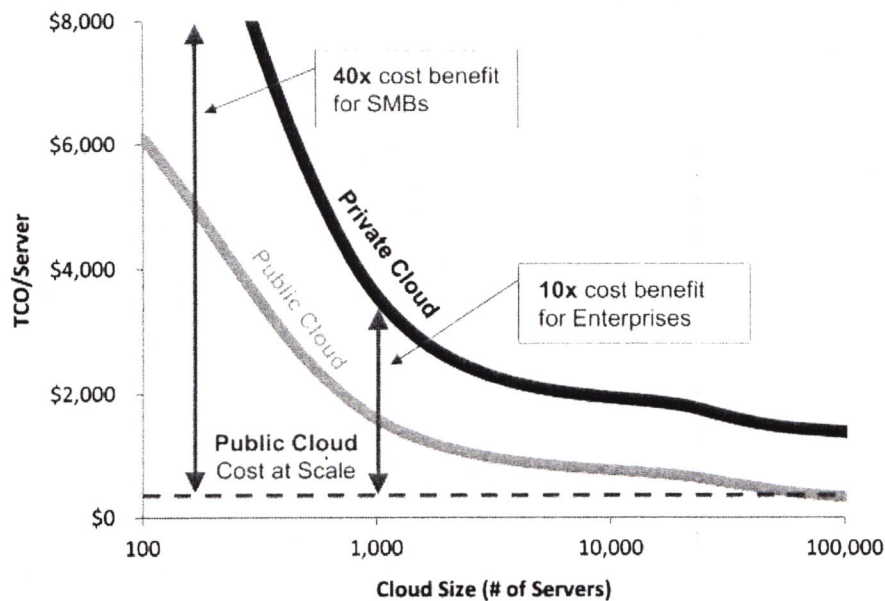 $8,000
40x cost benefit
for SMBs
$6,000
TCO/Server
Private Cloud
$4,000
Public Cloud
10x cost benefit
for Enterprises
$2,000
Public Cloud
Cost at Scale
$0
100
1,000
10,000
100,000
Cloud Size (# of Servers)